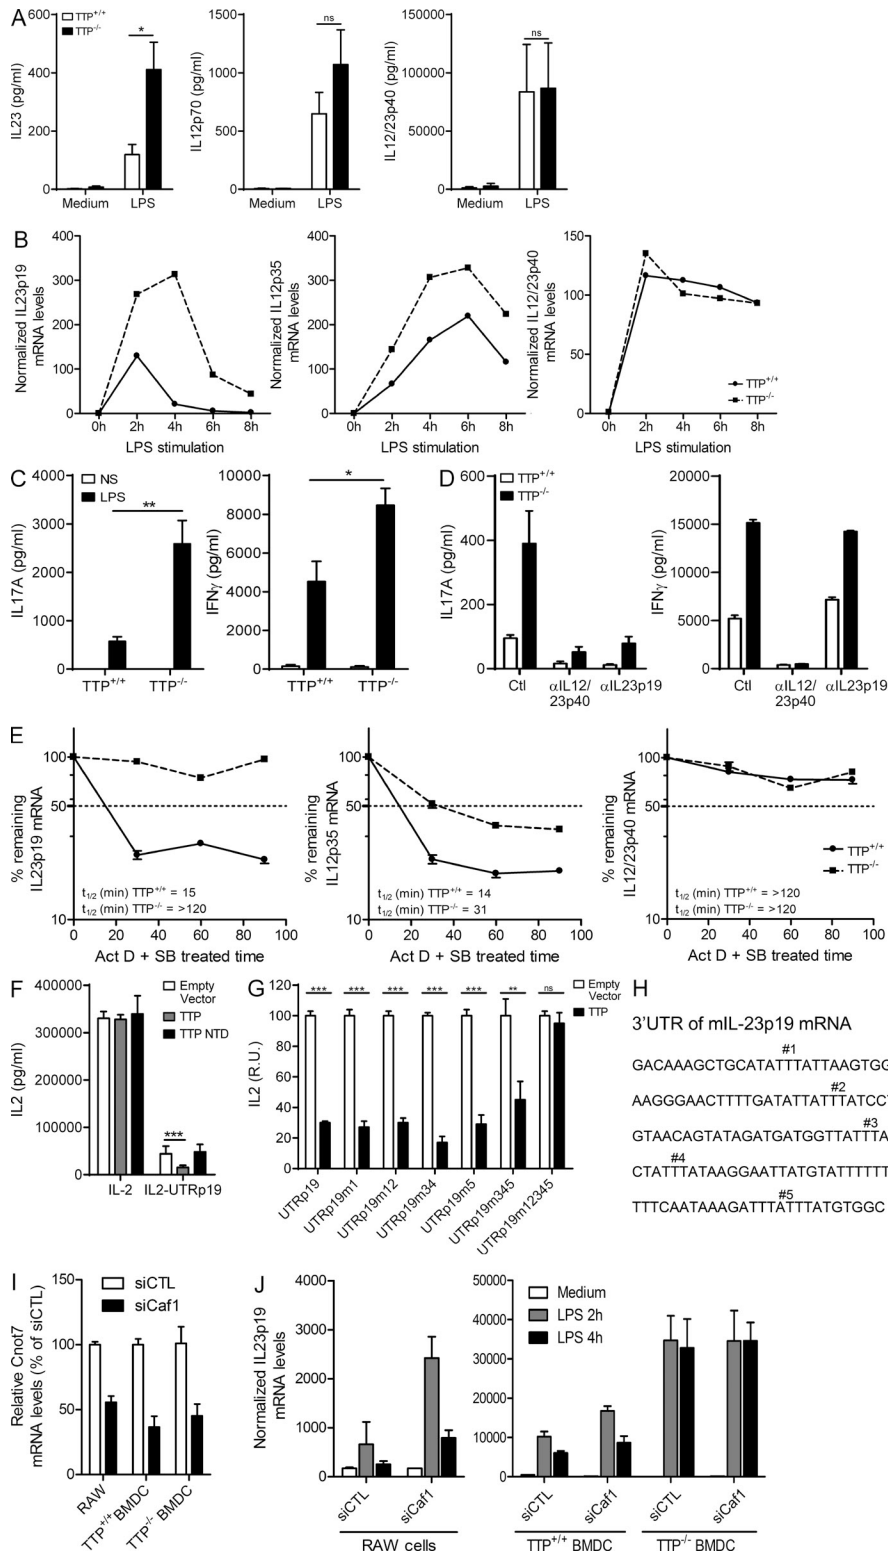 A
IL23 (pg/ml)
600
400
200
0
TTP+/+
TTP-/-
*
Medium
LPS
IL12p70 (pg/ml)
1500
1000
500
0
ns
Medium
LPS
IL12/23p40 (pg/ml)
150000
100000
50000
0
ns
Medium
LPS
B
Normalized IL23p19
mRNA levels
400
300
200
100
0
0h 2h 4h 6h 8h
LPS stimulation
Normalized IL12p35
mRNA levels
400
300
200
100
0
0h 2h 4h 6h 8h
LPS stimulation
Normalized IL12/23p40
mRNA levels
150
100
50
0
TTP+/+
TTP-/-
0h 2h 4h 6h 8h
LPS stimulation
C
IL17A (pg/ml)
4000
3000
2000
1000
0
NS
LPS
**
TTP+/+ TTP-/-
IFNγ (pg/ml)
10000
8000
6000
4000
2000
0
*
TTP+/+ TTP-/-
D
IL17A (pg/ml)
600
400
200
0
TTP+/+
TTP-/-
Ctl αIL12/ αIL23p19
23p40
IFNγ (pg/ml)
20000
15000
10000
5000
0
Ctl αIL12/ αIL23p19
23p40
E
% remaining
IL23p19 mRNA
100
50
10
t1/2 (min) TTP+/+ = 15
t1/2 (min) TTP-/- = >120
0 20 40 60 80 100
Act D + SB treated time
% remaining
IL12p35 mRNA
100
50
10
t1/2 (min) TTP+/+ = 14
t1/2 (min) TTP-/- = 31
0 20 40 60 80 100
Act D + SB treated time
% remaining
IL12/23p40 mRNA
100
50
10
TTP+/+
TTP-/-
t1/2 (min) TTP+/+ = >120
t1/2 (min) TTP-/- = >120
0 20 40 60 80 100
Act D + SB treated time
F
IL2 (pg/ml)
400000
300000
200000
100000
0
Empty
Vector
TTP
TTP NTD
***
IL-2 IL2-UTRp19
G
IL2 (R.U.)
120
100
80
60
40
20
0
*** *** *** *** *** ** ns
Empty
Vector
TTP
UTRp19
UTRp19m1
UTRp19m12
UTRp19m34
UTRp19m5
UTRp19m345
UTRp19m12345
H
3'UTR of mIL-23p19 mRNA
#1
GACAAAGCTGCATATTTATTAAGTGG
#2
AAGGGAACTTTTGATATTATTTATCCT
#3
GTAACAGTATAGATGATGGTTATTTA
#4
CTATTTATAAGGAATTATGTATTTTTT
#5
TTTCAATAAAGATTTATTTATGTGGC
I
Relative Cnot7
mRNA levels (% of siCTL)
150
100
50
0
siCTL
siCaf1
RAW
TTP+/+ BMDC
TTP-/- BMDC
J
Normalized IL23p19
mRNA levels
4000
3000
2000
1000
0
siCTL
siCaf1
RAW cells
50000
40000
30000
20000
10000
0
Medium
LPS 2h
LPS 4h
siCTL
siCaf1
siCTL
siCaf1
TTP+/+ BMDC
TTP-/- BMDC